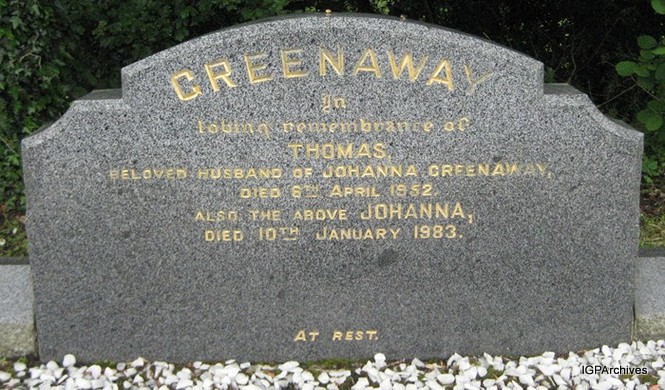 GREENAWAY
In
loving remembrance of
THOMAS,
BELOVED HUSBAND OF JOHANNA GREENAWAY,
DIED 6TH APRIL 1952.
ALSO THE ABOVE JOHANNA,
DIED 10TH JANUARY 1983.
AT REST.
IGPArchives